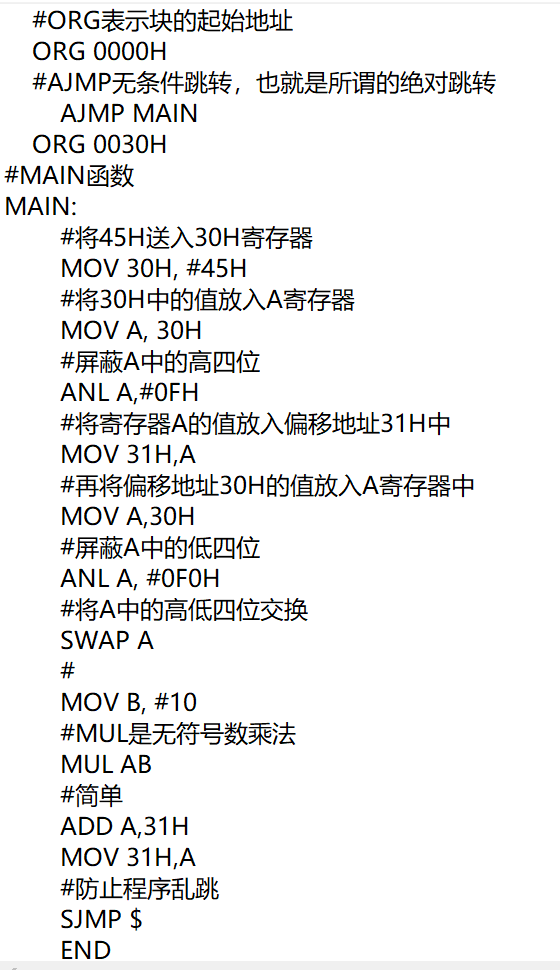 #ORG表示块的起始地址
ORG 0000H
#AJMP无条件跳转，也就是所谓的绝对跳转
AJMP MAIN
ORG 0030H
#MAIN函数
MAIN:
#将45H送入30H寄存器
MOV 30H, #45H
#将30H中的值放入A寄存器
MOV A, 30H
#屏蔽A中的高四位
ANL A,#0FH
#将寄存器A的值放入偏移地址31H中
MOV 31H,A
#再将偏移地址30H的值放入A寄存器中
MOV A,30H
#屏蔽A中的低四位
ANL A, #0F0H
#将A中的高低四位交换
SWAP A
#
MOV B, #10
#MUL是无符号数乘法
MUL AB
#简单
ADD A,31H
MOV 31H,A
#防止程序乱跳
SJMP $
END